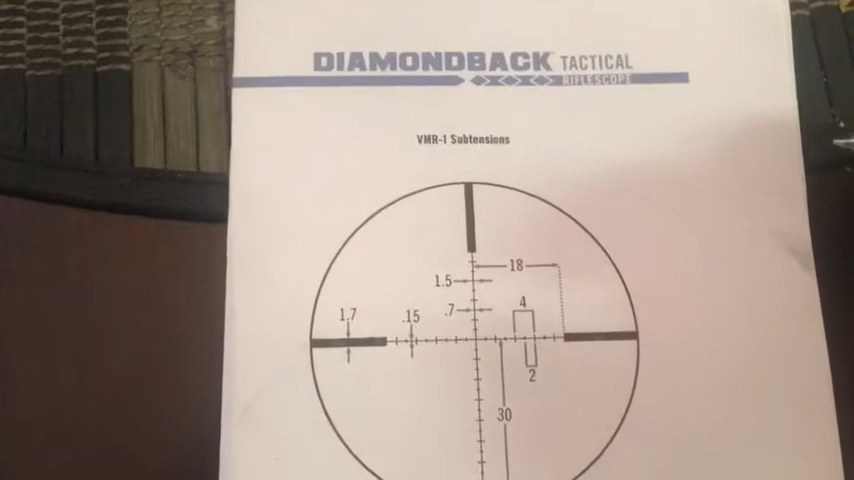 DIAMONDBACK TACTICAL
RIFLESCOPE
VMR-1 Subtensions
18
1.5
4
1.7
.15
.7
2
30